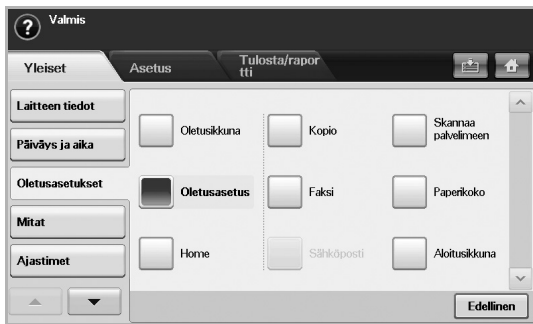 Valmis
Yleiset
Asetus
Tulosta/rapor
tti
Laitteen tiedot
Päiväys ja aika
Oletusasetukset
Mitat
Ajastimet
Oletusikkuna
Kopio
Skannaa
palvelimeen
Oletusasetus
Faksi
Paperikoko
Home
Sähköposti
Aloitusikkuna
Edellinen